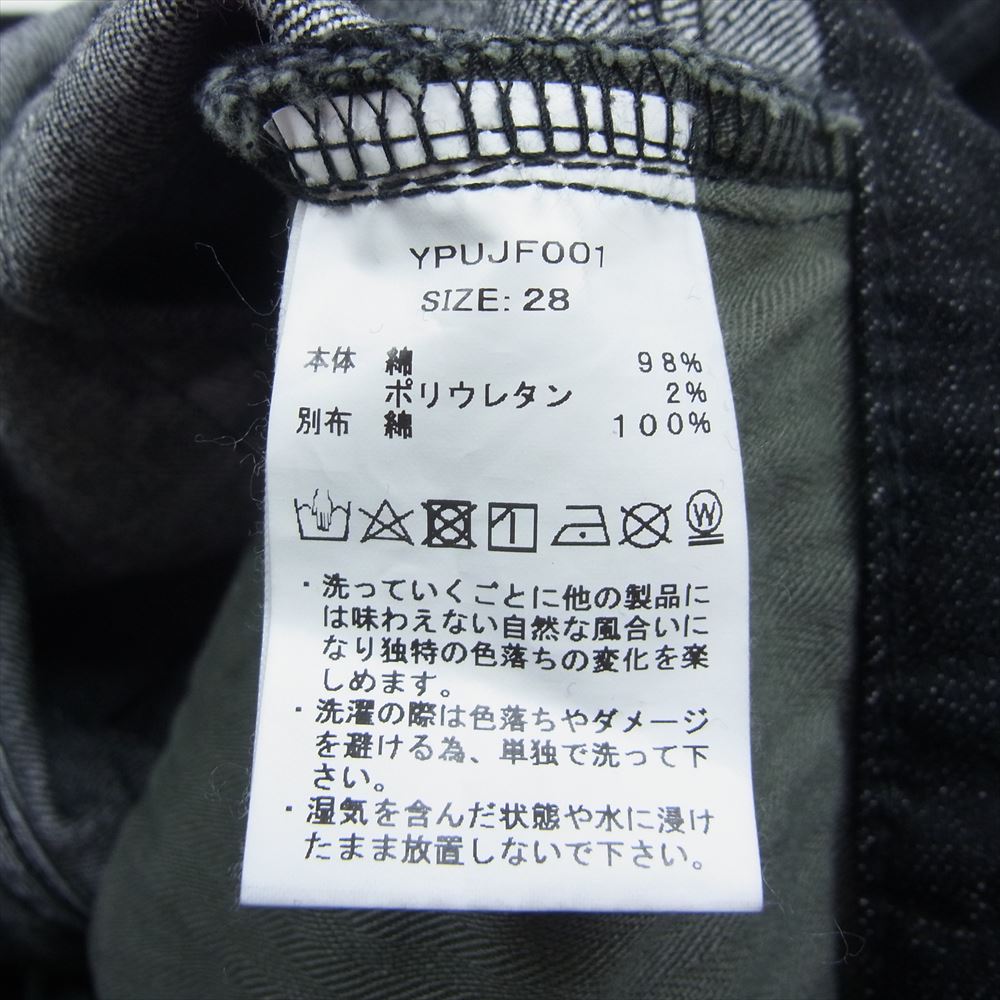 YPUJF001
SIZE: 28
本体 綿 98%
ポリウレタン 2%
別布 綿 100%
W
・洗っていくごとに他の製品に
は味わえない自然な風合いに
なり独特の色落ちの変化を楽
しめます。
・洗濯の際は色落ちやダメージ
を避ける為、単独で洗って下
さい。
・湿気を含んだ状態や水に浸け
たまま放置しないで下さい。